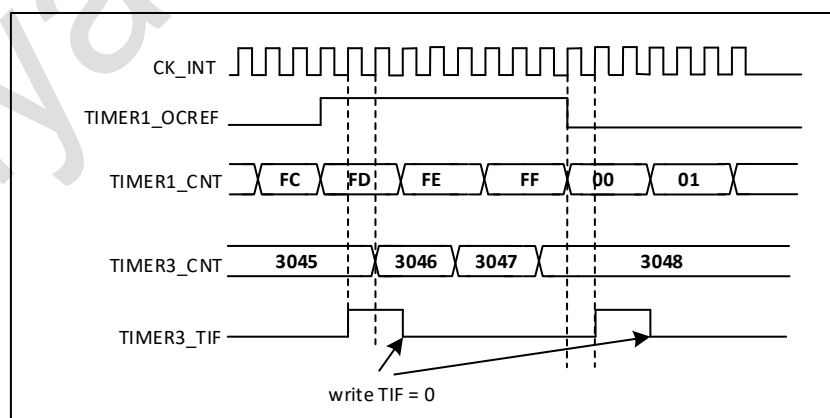 CK_INT
TIMER1_OCREF
TIMER1_CNT FC FD FE FF 00 01
TIMER3_CNT 3045 3046 3047 3048
TIMER3_TIF
write TIF = 0